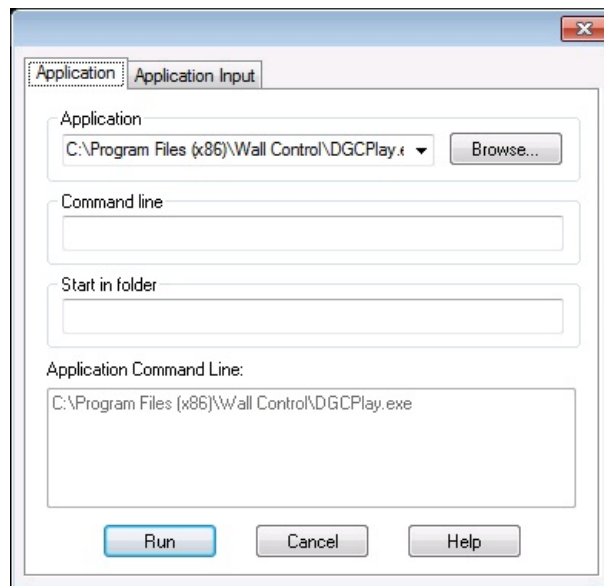 Application
Application Input
Application
C:\Program Files (x86)\Wall Control\DGCPlay.e
Browse...
Command line
Start in folder
Application Command Line:
C:\Program Files (x86)\Wall Control\DGCPlay.exe
Run
Cancel
Help